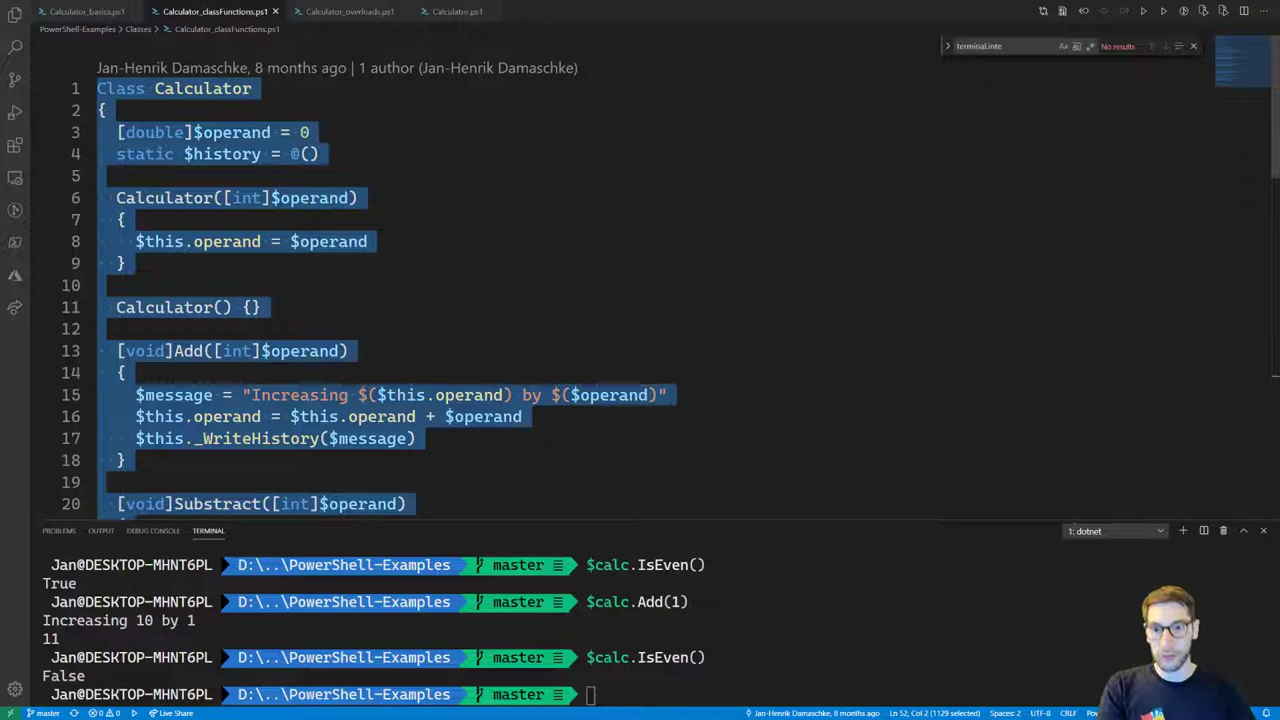 Calculator_basics.ps1
Calculator_classFunctions.ps1
Calculator_overloads.ps1
Calculator.ps1
PowerShell-Examples > Classes > Calculator_classFunctions.ps1
terminal.inte
Aa
No results
Jan-Henrik Damaschke, 8 months ago | 1 author (Jan-Henrik Damaschke)
1 Class Calculator
2 {
3 [double]$operand = 0
4 static $history = @()
5
6 Calculator([int]$operand)
7 {
8 $this.operand = $operand
9 }
10
11 Calculator() {}
12
13 [void]Add([int]$operand)
14 {
15 $message = "Increasing $($this.operand) by $($operand)"
16 $this.operand = $this.operand + $operand
17 $this._WriteHistory($message)
18 }
19
20 [void]Substract([int]$operand)
PROBLEMS OUTPUT DEBUG CONSOLE TERMINAL
1: dotnet
Jan@DESKTOP-MHNT6PL D:\..\PowerShell-Examples master ≡ $calc.IsEven()
True
Jan@DESKTOP-MHNT6PL D:\..\PowerShell-Examples master ≡ $calc.Add(1)
Increasing 10 by 1
11
Jan@DESKTOP-MHNT6PL D:\..\PowerShell-Examples master ≡ $calc.IsEven()
False
Jan@DESKTOP-MHNT6PL D:\..\PowerShell-Examples master ≡
master
0 0
Live Share
Jan-Henrik Damaschke, 8 months ago
Ln 52, Col 2 (1129 selected)
Spaces: 2
UTF-8
CRLF